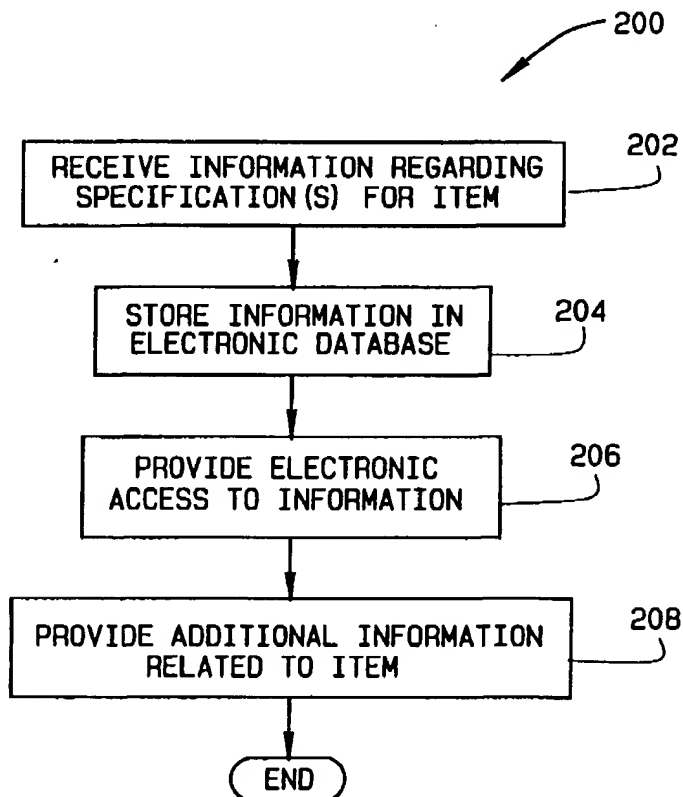 200
RECEIVE INFORMATION REGARDING
SPECIFICATION(S) FOR ITEM
202
STORE INFORMATION IN
ELECTRONIC DATABASE
204
PROVIDE ELECTRONIC
ACCESS TO INFORMATION
206
PROVIDE ADDITIONAL INFORMATION
RELATED TO ITEM
208
END